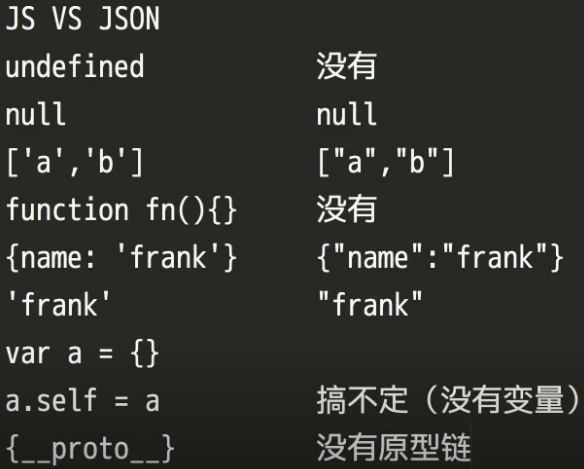 JS VS JSON
undefined 没有
null null
['a','b'] ["a","b"]
function fn(){} 没有
{name: 'frank'} {"name":"frank"}
'frank' "frank"
var a = {}
a.self = a 搞不定（没有变量）
{__proto__} 没有原型链